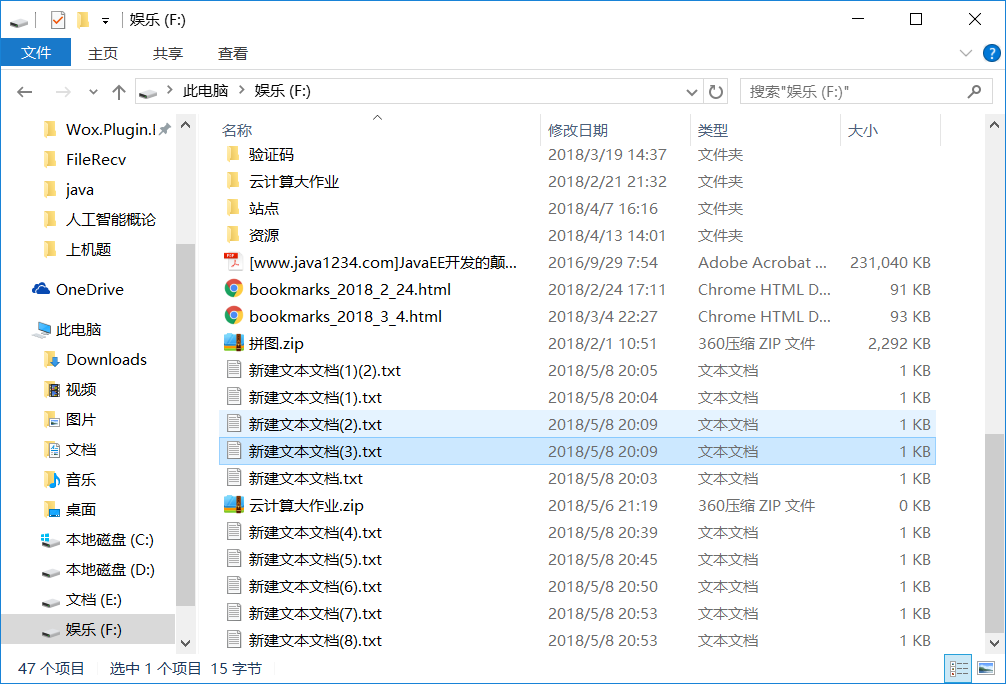 娱乐 (F:)
文件 主页 共享 查看
此电脑 娱乐 (F:) 搜索"娱乐 (F:)"
Wox.Plugin.l
FileRecv
java
人工智能概论
上机题
OneDrive
此电脑
Downloads
视频
图片
文档
音乐
桌面
本地磁盘 (C:)
本地磁盘 (D:)
文档 (E:)
娱乐 (F:)
名称 修改日期 类型 大小
验证码 2018/3/19 14:37 文件夹
云计算大作业 2018/2/21 21:32 文件夹
站点 2018/4/7 16:16 文件夹
资源 2018/4/13 14:01 文件夹
[www.java1234.com]JavaEE开发的颠... 2016/9/29 7:54 Adobe Acrobat ... 231,040 KB
bookmarks_2018_2_24.html 2018/2/24 17:11 Chrome HTML D... 91 KB
bookmarks_2018_3_4.html 2018/3/4 22:27 Chrome HTML D... 93 KB
拼图.zip 2018/2/1 10:51 360压缩 ZIP 文件 2,292 KB
新建文本文档(1)(2).txt 2018/5/8 20:05 文本文档 1 KB
新建文本文档(1).txt 2018/5/8 20:04 文本文档 1 KB
新建文本文档(2).txt 2018/5/8 20:09 文本文档 1 KB
新建文本文档(3).txt 2018/5/8 20:09 文本文档 1 KB
新建文本文档.txt 2018/5/8 20:03 文本文档 1 KB
云计算大作业.zip 2018/5/6 21:19 360压缩 ZIP 文件 0 KB
新建文本文档(4).txt 2018/5/8 20:39 文本文档 1 KB
新建文本文档(5).txt 2018/5/8 20:45 文本文档 1 KB
新建文本文档(6).txt 2018/5/8 20:50 文本文档 1 KB
新建文本文档(7).txt 2018/5/8 20:53 文本文档 1 KB
新建文本文档(8).txt 2018/5/8 20:53 文本文档 1 KB
47 个项目 选中 1 个项目 15 字节